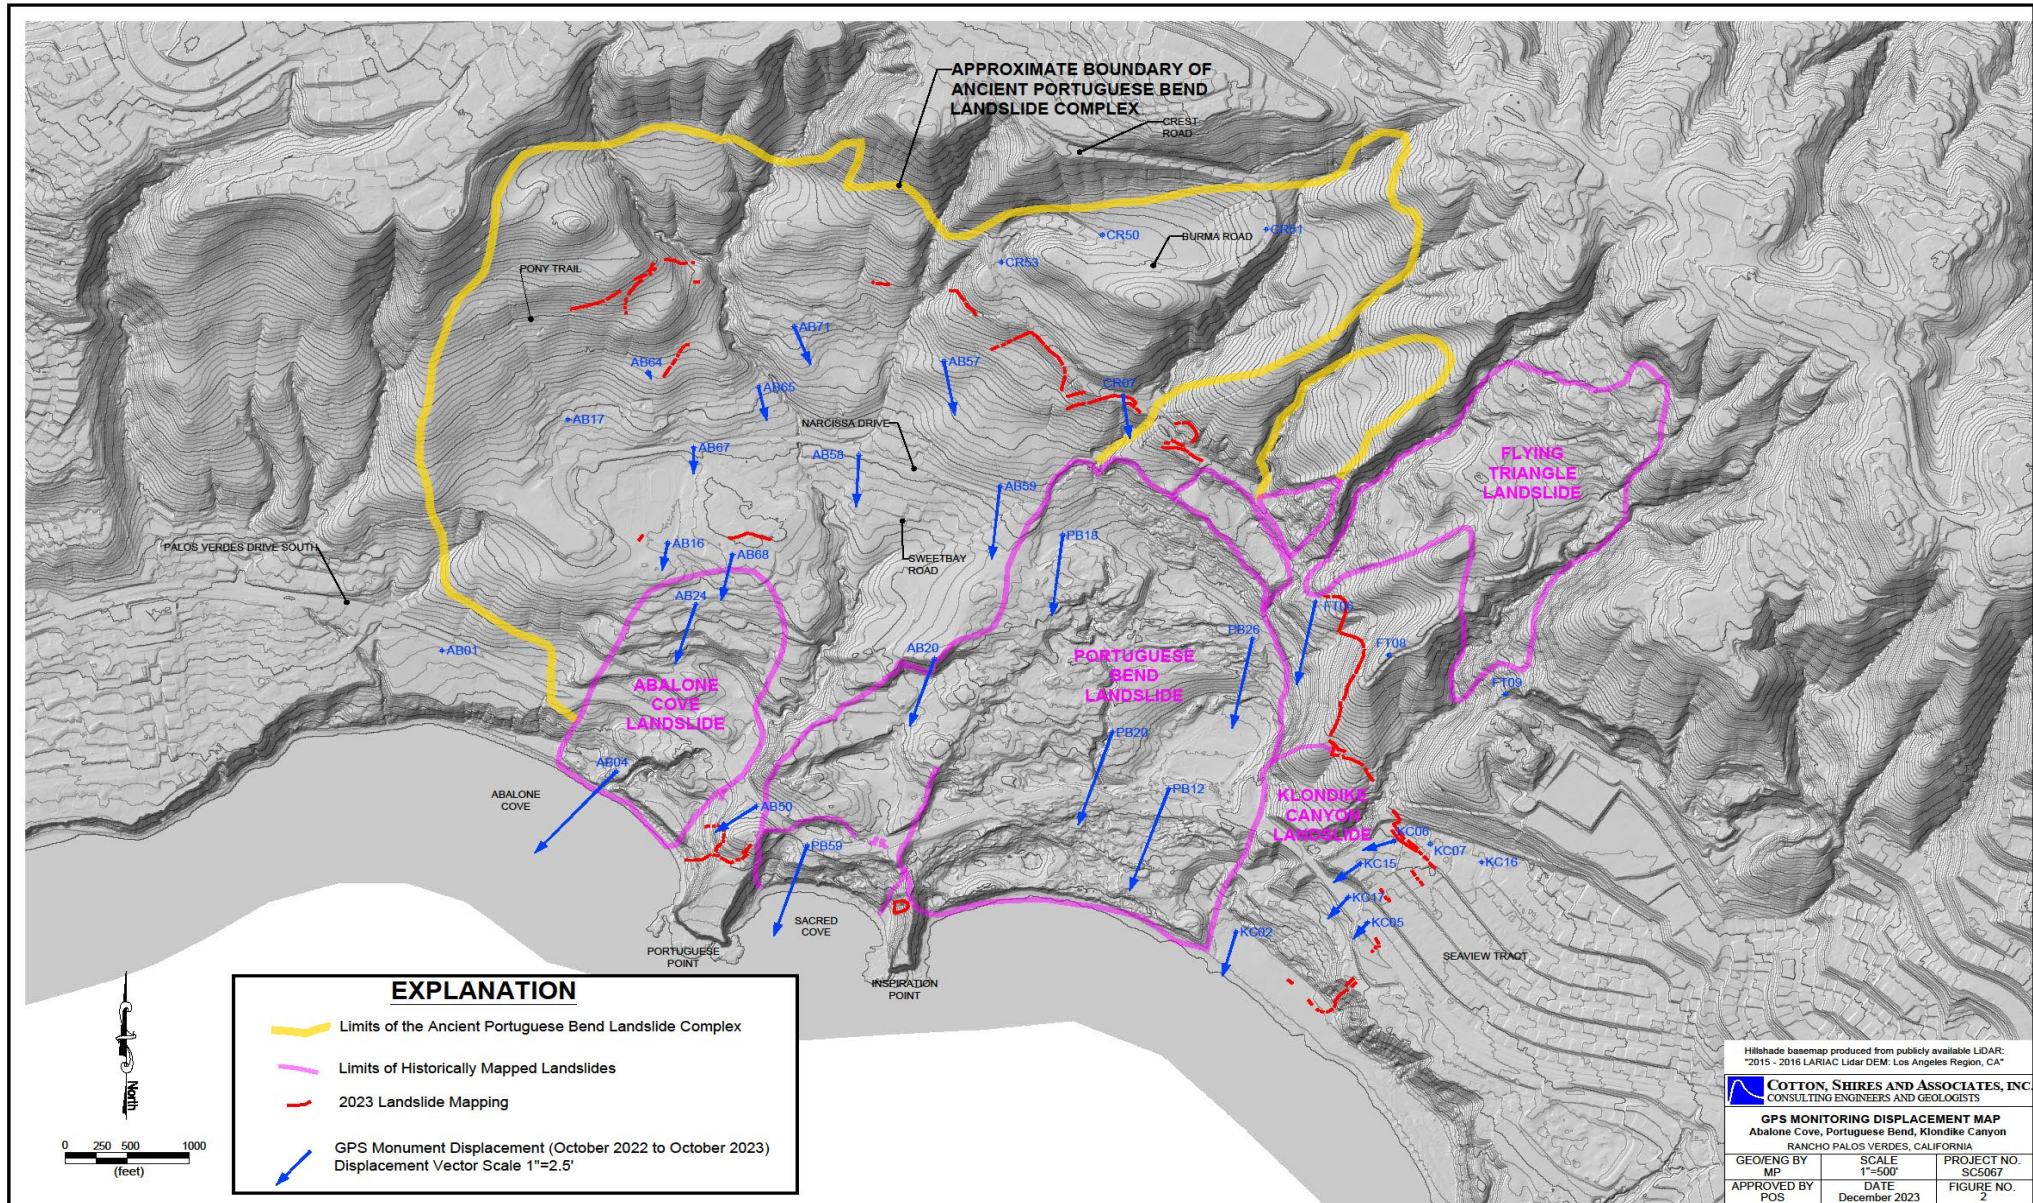 APPROXIMATE BOUNDARY OF
ANCIENT PORTUGUESE BEND
LANDSLIDE COMPLEX
CREST
ROAD
CR50
BURMA ROAD
CR51
CR53
PONY TRAIL
AB71
AB64
AB57
AB65
CR07
AB17
NARCISSA DRIVE
AB67
AB58
FLYING
TRIANGLE
LANDSLIDE
AB59
PALOS VERDES DRIVE SOUTH
AB16
AB68
SWEETBAY
ROAD
PB18
AB24
FT06
AB01
AB20
PB26
FT08
PORTUGUESE
BEND
LANDSLIDE
ABALONE
COVE
LANDSLIDE
FT09
PB20
AB04
PB12
ABALONE
COVE
AB50
KLONDIKE
CANYON
LANDSLIDE
PB59
KC06
KC07
KC16
KC15
KC17
KC05
KC02
SACRED
COVE
PORTUGUESE
POINT
INSPIRATION
POINT
SEAVIEW TRACT
North
0 250 500 1000
(feet)
EXPLANATION
Limits of the Ancient Portuguese Bend Landslide Complex
Limits of Historically Mapped Landslides
2023 Landslide Mapping
GPS Monument Displacement (October 2022 to October 2023)
Displacement Vector Scale 1"=2.5'
Hillshade basemap produced from publicly available LiDAR:
"2015 - 2016 LARIAC Lidar DEM: Los Angeles Region, CA"
COTTON, SHIRES AND ASSOCIATES, INC.
CONSULTING ENGINEERS AND GEOLOGISTS
GPS MONITORING DISPLACEMENT MAP
Abalone Cove, Portuguese Bend, Klondike Canyon
RANCHO PALOS VERDES, CALIFORNIA
GEO/ENG BY
MP
SCALE
1"=500'
PROJECT NO.
SC5067
APPROVED BY
POS
DATE
December 2023
FIGURE NO.
2